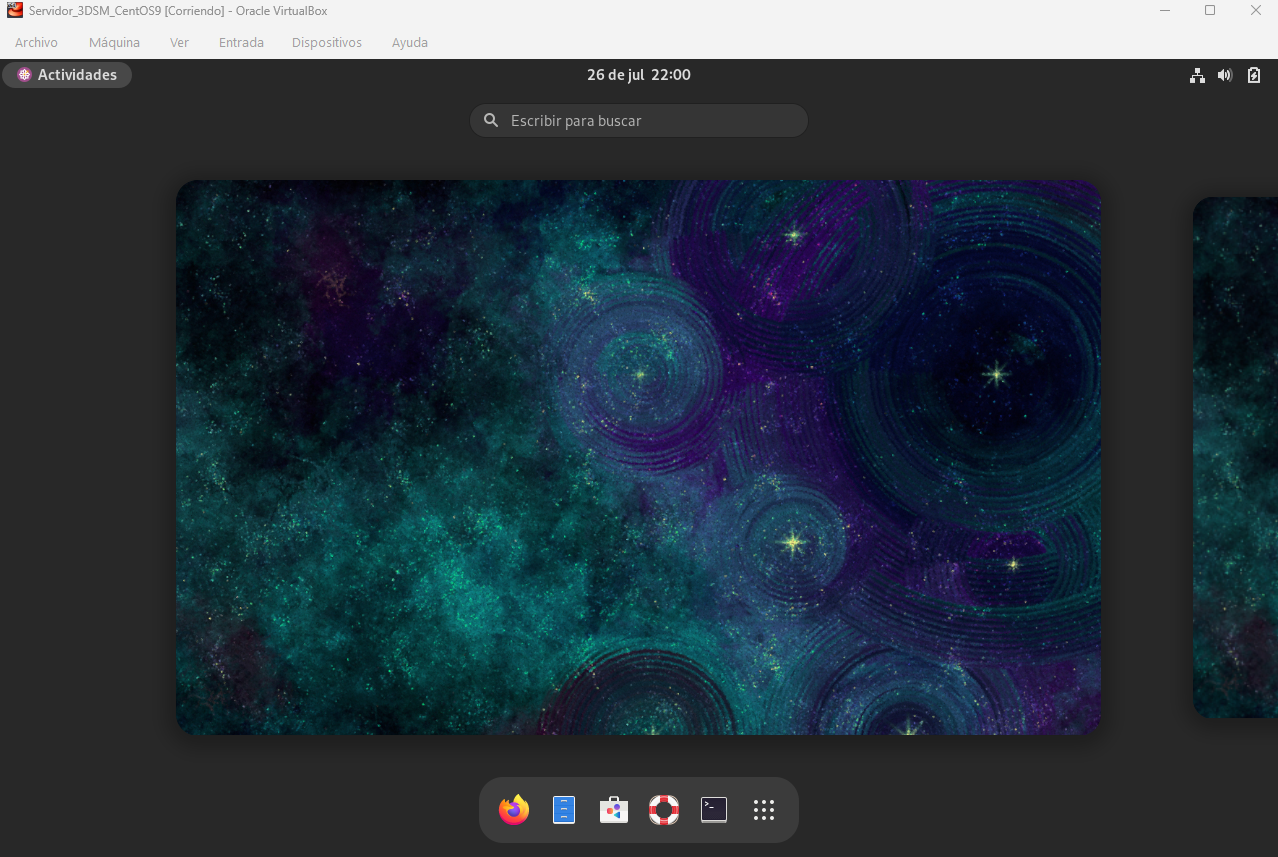 Servidor_3DSM_CentOS9 [Corriendo] - Oracle VirtualBox
Archivo Máquina Ver Entrada Dispositivos Ayuda
Actividades 26 de jul 22:00
Escribir para buscar